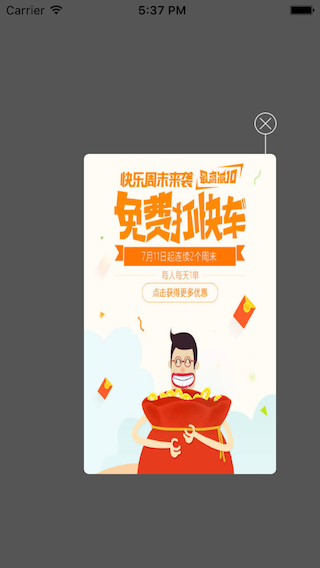 Carrier 5:37 PM
快乐周末来袭 最高减10
免费打快车
7月11日起连续2个周末
每人每天1单
点击获得更多优惠